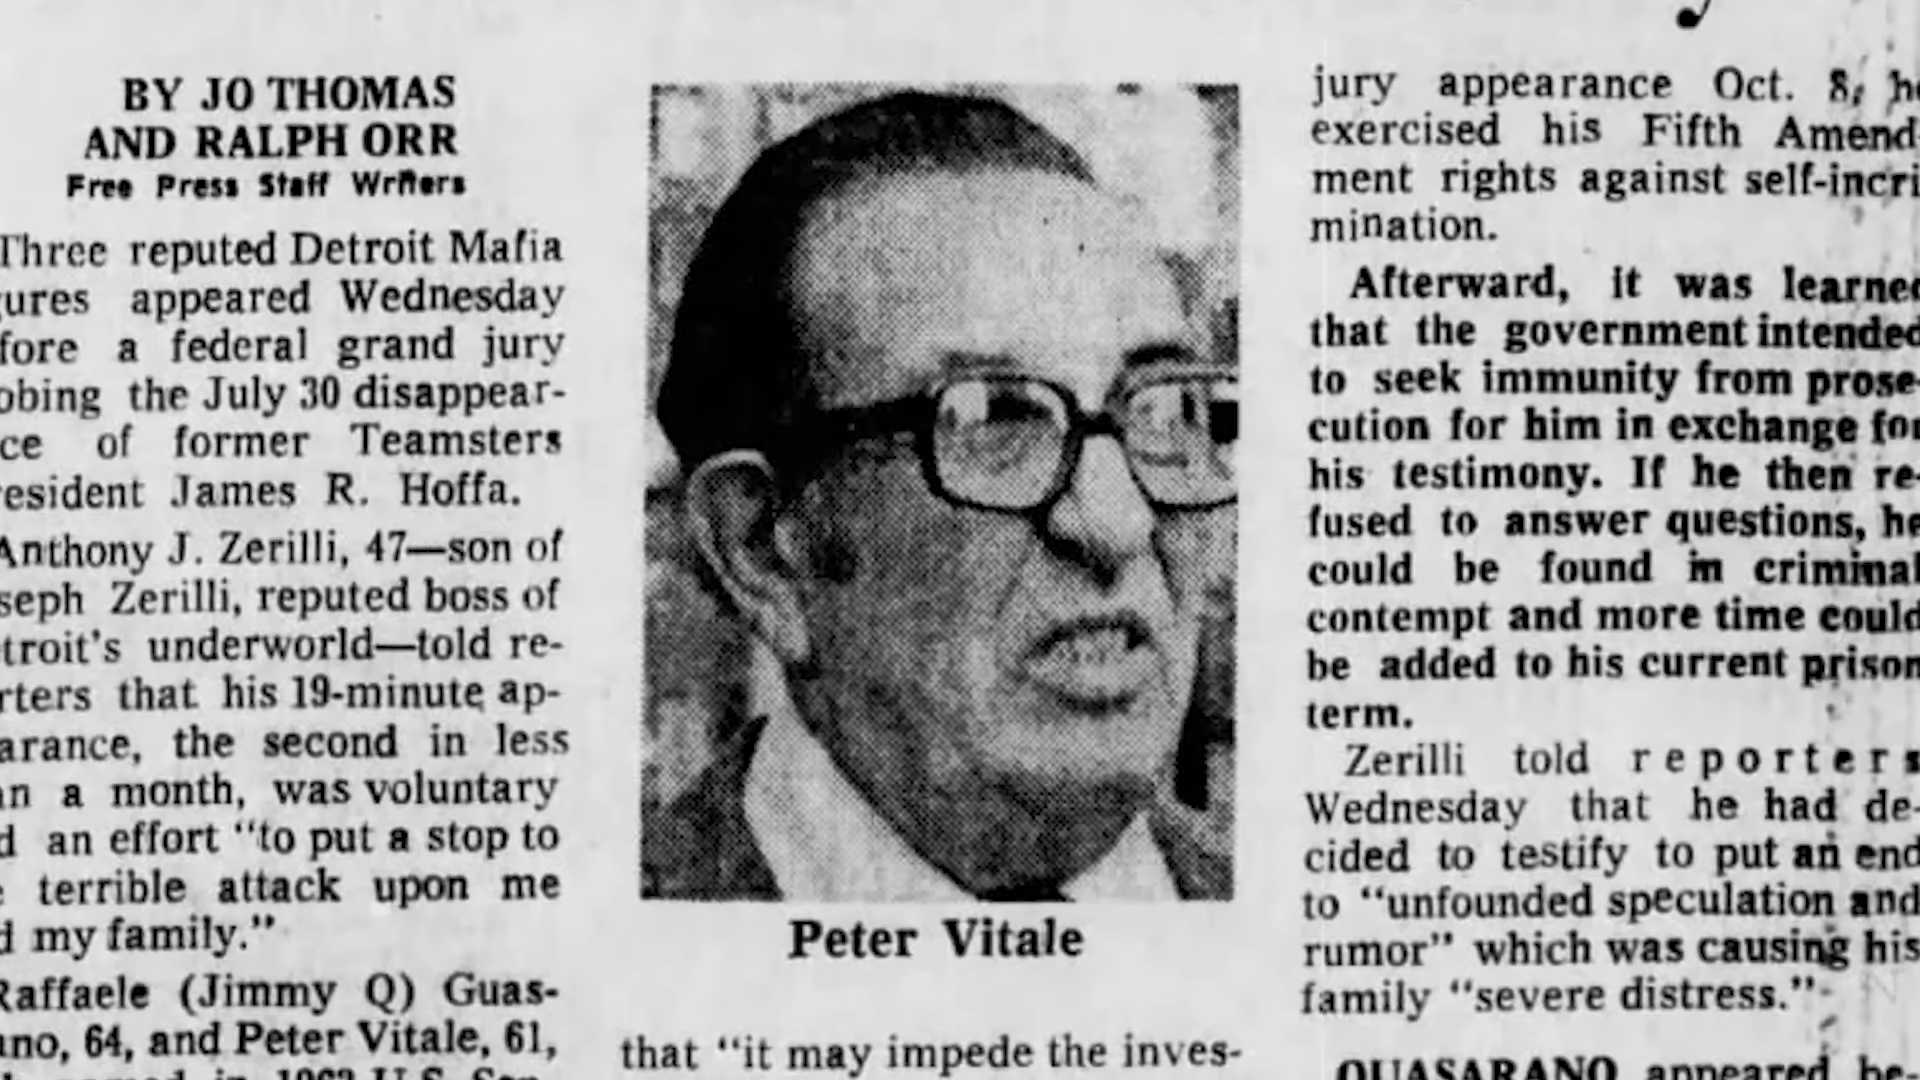 BY JO THOMAS
AND RALPH ORR
Free Press Staff Writers
Three reputed Detroit Mafia
gures appeared Wednesday
fore a federal grand jury
obing the July 30 disappear-
ce of former Teamsters
resident James R. Hoffa.
Anthony J. Zerilli, 47—son of
seph Zerilli, reputed boss of
troit's underworld—told re-
rters that his 19-minute ap-
arance, the second in less
an a month, was voluntary
d an effort "to put a stop to
e terrible attack upon me
d my family."
Raffaele (Jimmy Q) Guas-
ano, 64, and Peter Vitale, 61,
Peter Vitale
that "it may impede the inves-
jury appearance Oct. 8, he
exercised his Fifth Amend-
ment rights against self-incri
mination.
Afterward, it was learned
that the government intended
to seek immunity from prose-
cution for him in exchange for
his testimony. If he then re-
fused to answer questions, he
could be found in criminal
contempt and more time could
be added to his current prison
term.
Zerilli told reporters
Wednesday that he had de-
cided to testify to put an end
to "unfounded speculation and
rumor" which was causing his
family "severe distress."
QUASARANO appeared be-